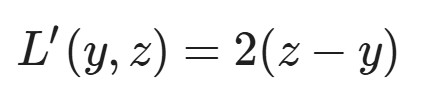 L′(y, z) = 2(z − y)